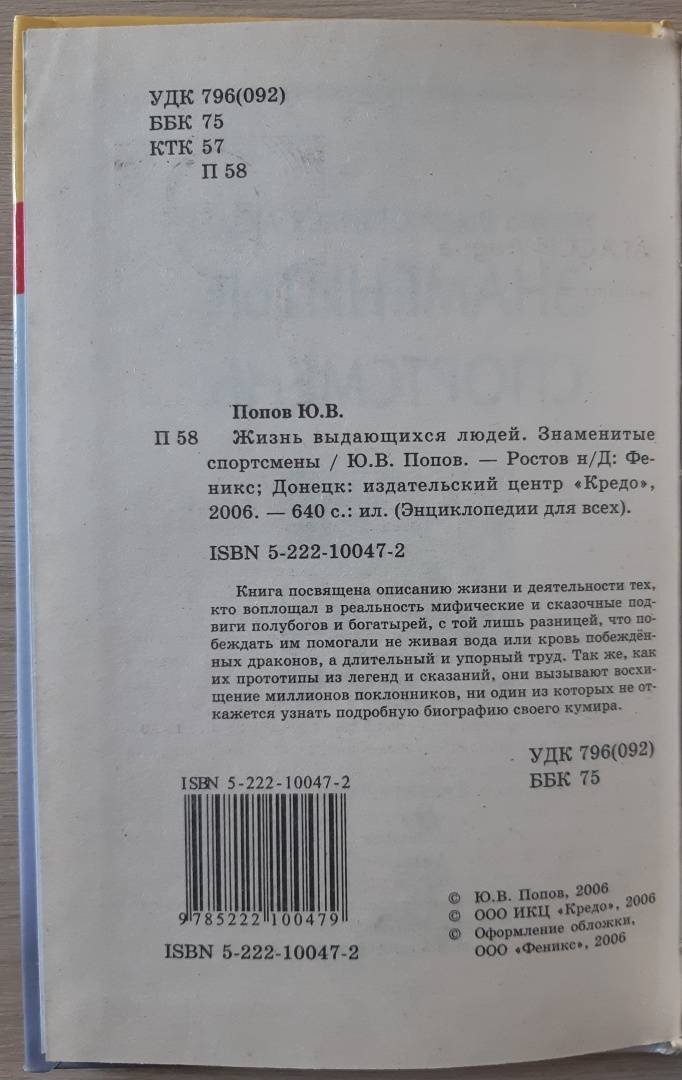 УДК 796(092)
ББК 75
КТК 57
П 58
Попов Ю.В.
П 58 Жизнь выдающихся людей. Знаменитые
спортсмены / Ю.В. Попов. — Ростов н/Д: Фе-
никс; Донецк: издательский центр «Кредо»,
2006. — 640 с.: ил. (Энциклопедии для всех).
ISBN 5-222-10047-2
Книга посвящена описанию жизни и деятельности тех,
кто воплощал в реальность мифические и сказочные под-
виги полубогов и богатырей, с той лишь разницей, что по-
беждать им помогали не живая вода или кровь побеждён-
ных драконов, а длительный и упорный труд. Так же, как
их прототипы из легенд и сказаний, они вызывают восхи-
щение миллионов поклонников, ни один из которых не от-
кажется узнать подробную биографию своего кумира.
УДК 796(092)
ББК 75
ISBN 5-222-10047-2
9 785222 100479
ISBN 5-222-10047-2
© Ю.В. Попов, 2006
© ООО ИКЦ «Кредо», 2006
© Оформление обложки,
ООО «Феникс», 2006